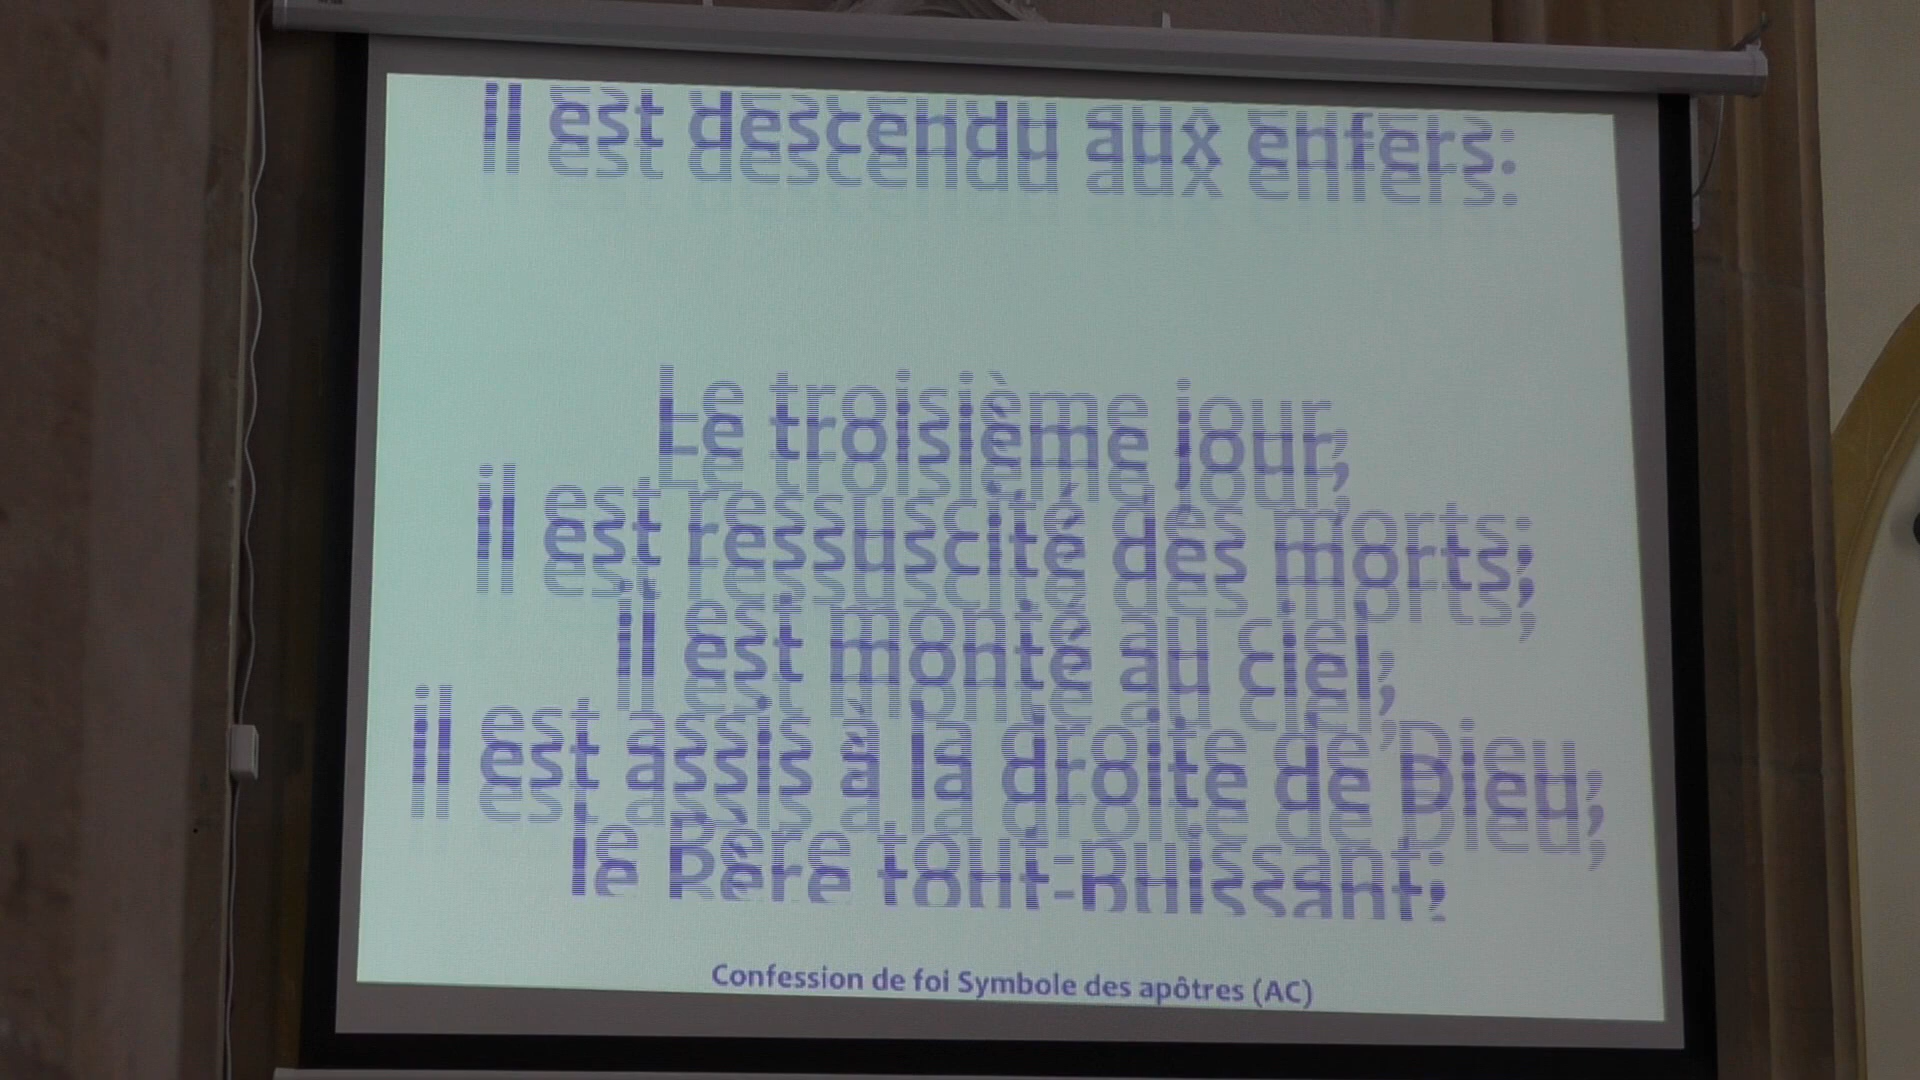 il est descendu aux enfers.
Le troisième jour,
il est ressuscité des morts;
il est monté au ciel;
il est assis à la droite de Dieu,
le Père tout-puissant;
Confession de foi Symbole des apôtres (AC)